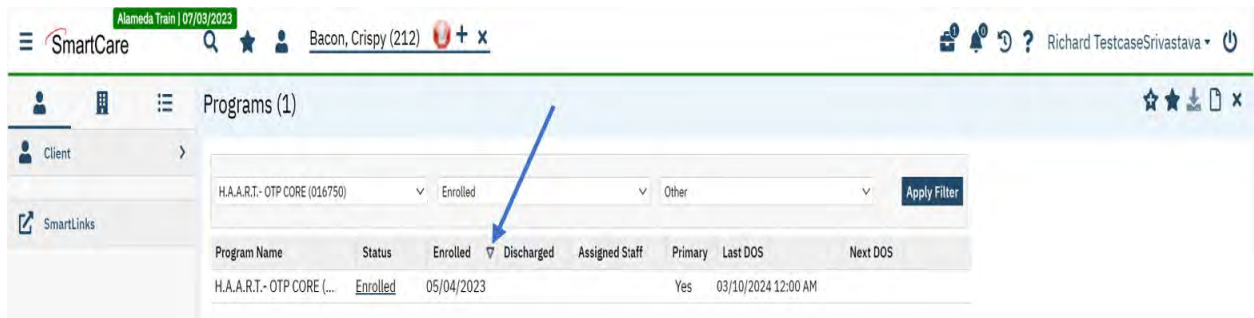 Alameda Train | 07/03/2023
SmartCare
Bacon, Crispy (212)
0
0
? Richard TestcaseSrivastava
Programs (1)
Client
SmartLinks
H.A.A.R.T.- OTP CORE (016750) Enrolled Other Apply Filter
Program Name Status Enrolled Discharged Assigned Staff Primary Last DOS Next DOS
H.A.A.R.T.- OTP CORE (... Enrolled 05/04/2023 Yes 03/10/2024 12:00 AM